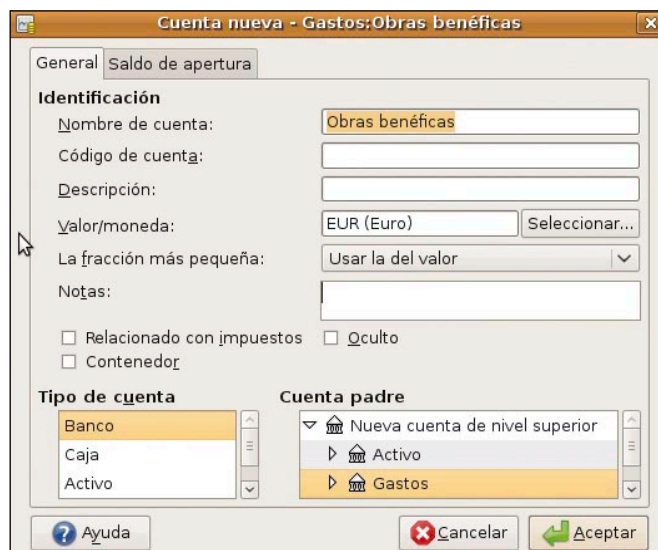 Cuenta nueva - Gastos:Obras benéficas
General Saldo de apertura
Identificación
Nombre de cuenta: Obras benéficas
Código de cuenta:
Descripción:
Valor/moneda: EUR (Euro) Seleccionar...
La fracción más pequeña: Usar la del valor
Notas:
Relacionado con impuestos Oculto
Contenedor
Tipo de cuenta Cuenta padre
Banco Nueva cuenta de nivel superior
Caja Activo
Activo Gastos
Ayuda Cancelar Aceptar